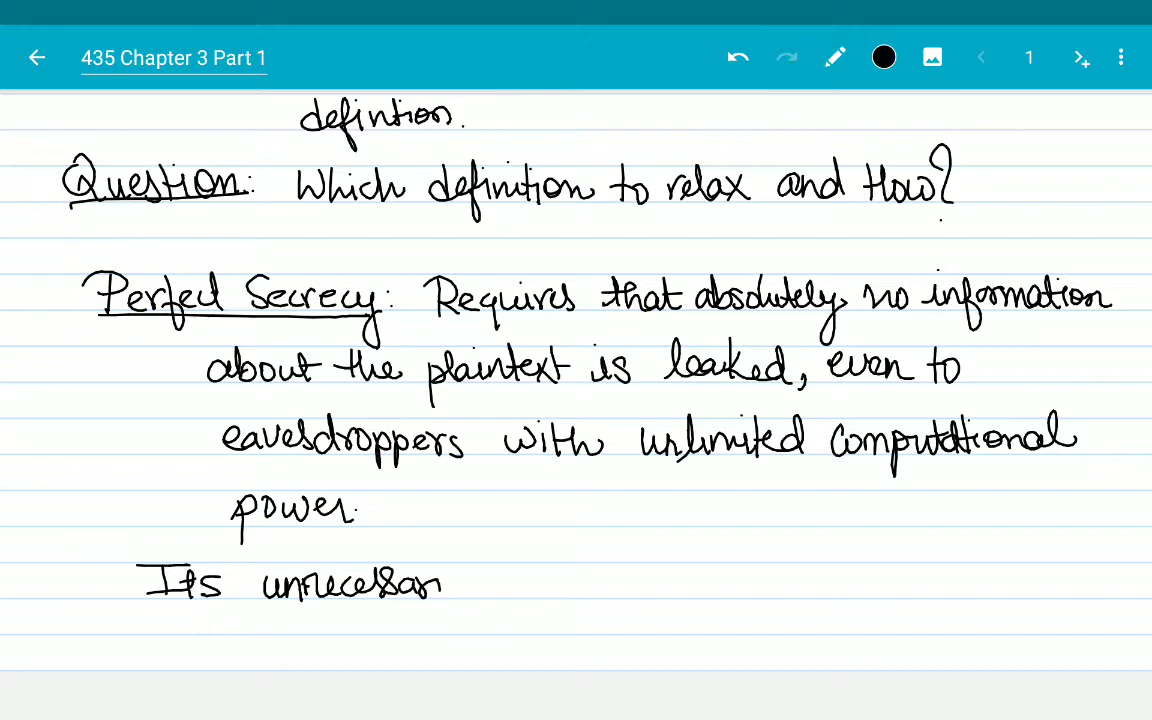 435 Chapter 3 Part 1
1
defintion.
Question: Which definition to relax and How?
Perfect Secrecy: Requires that absolutely no information
about the plaintext is leaked, even to
eavesdroppers with unlimited computational
power.
Its unnecessar